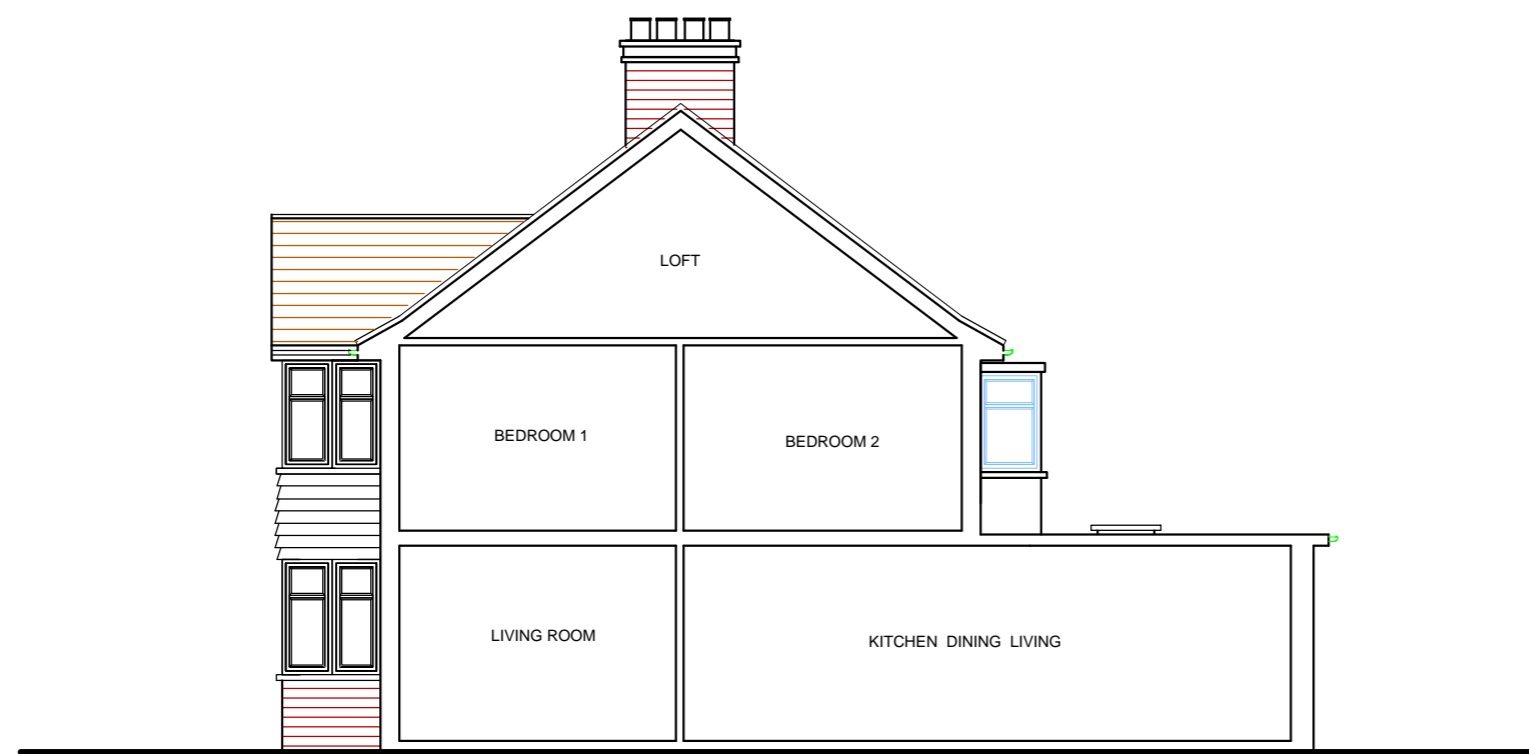 LOFT
BEDROOM 1
BEDROOM 2
LIVING ROOM
KITCHEN DINING LIVING